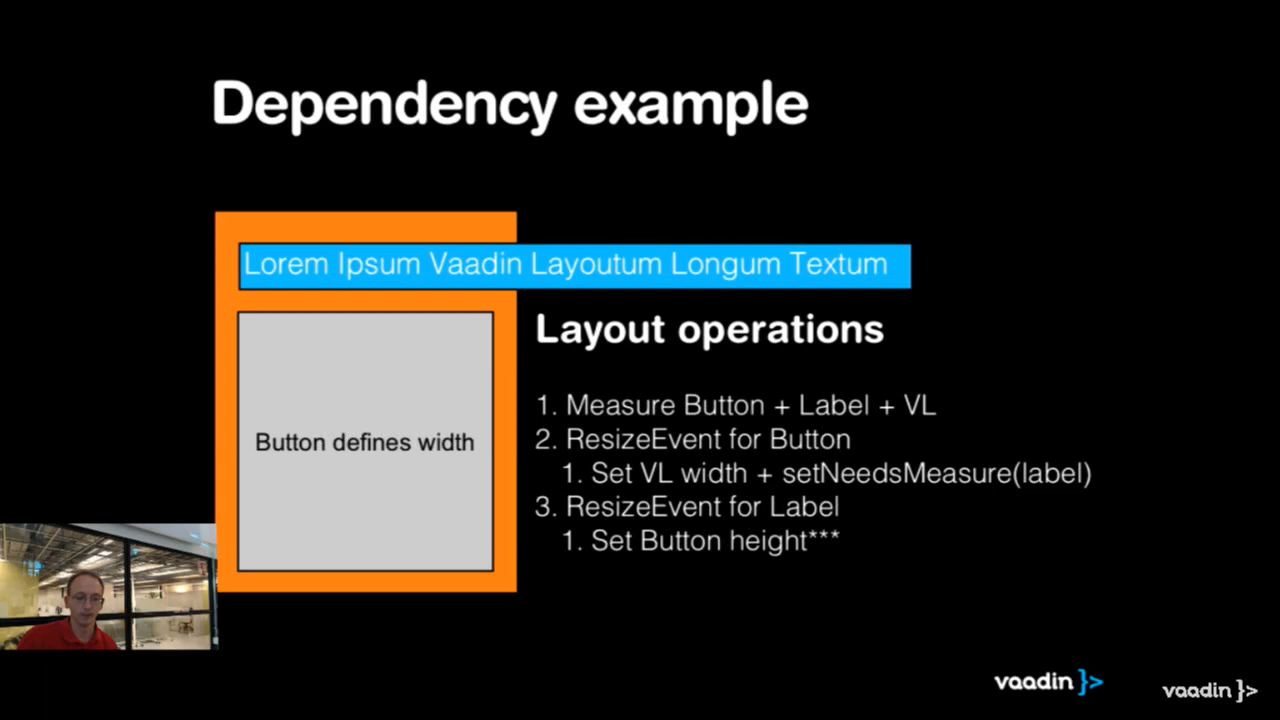 Dependency example
Lorem Ipsum Vaadin Layoutum Longum Textum
Layout operations
1. Measure Button + Label + VL
2. ResizeEvent for Button
1. Set VL width + setNeedsMeasure(label)
3. ResizeEvent for Label
1. Set Button height***
Button defines width
vaadin }>
vaadin }>